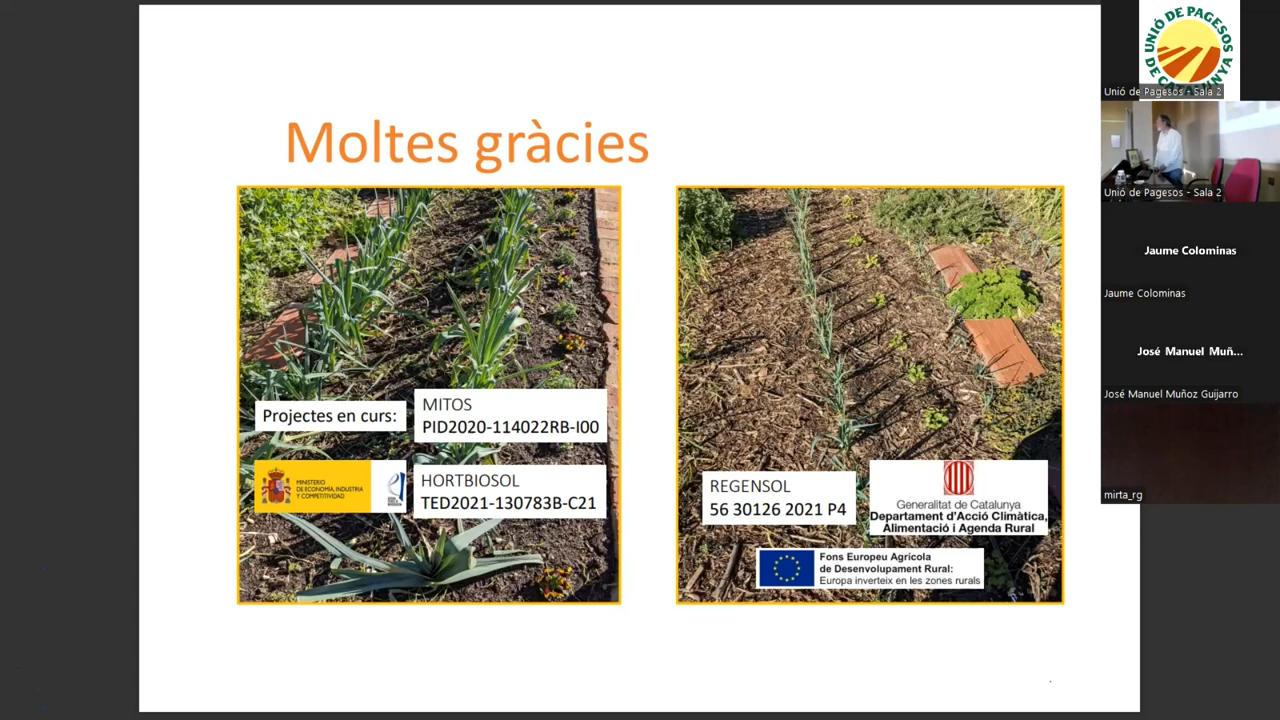 Moltes gràcies
Projectes en curs:
MITOS
PID2020-114022RB-I00
MINISTERIO
DE ECONOMÍA, INDUSTRIA
Y COMPETITIVIDAD
HORTBIOSOL
TED2021-130783B-C21
REGENSOL
56 30126 2021 P4
Generalitat de Catalunya
Departament d'Acció Climàtica,
Alimentació i Agenda Rural
Fons Europeu Agrícola
de Desenvolupament Rural:
Europa inverteix en les zones rurals
UNIÓ DE PAGESOS
DE CATALUNYA
Unió de Pagesos - Sala 2
Unió de Pagesos - Sala 2
Jaume Colominas
Jaume Colominas
José Manuel Muñ...
José Manuel Muñoz Guijarro
mirta_rg